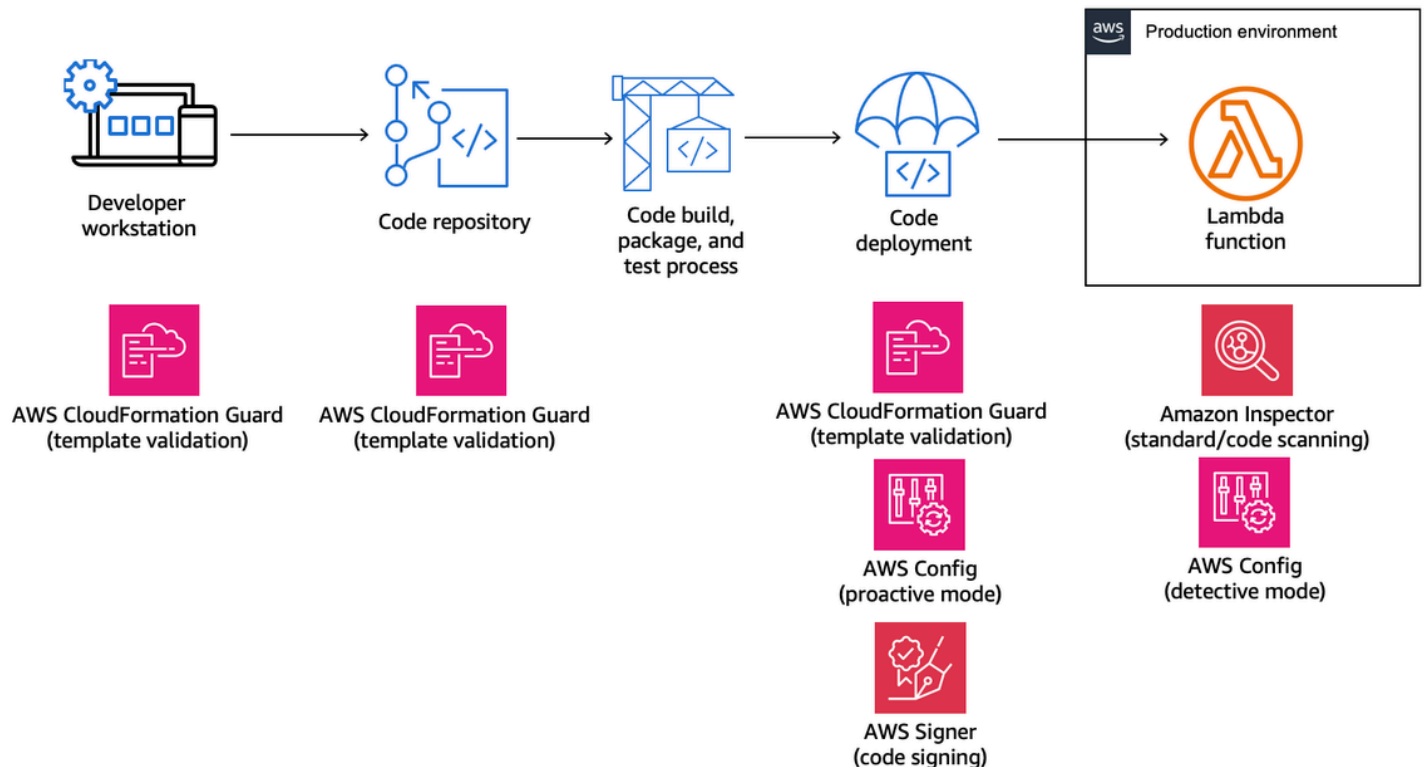 aws
Production environment
</>
</>
</>
Developer
workstation
Code repository
Code build,
package, and
test process
Code
deployment
Lambda
function
AWS CloudFormation Guard
(template validation)
AWS CloudFormation Guard
(template validation)
AWS CloudFormation Guard
(template validation)
Amazon Inspector
(standard/code scanning)
AWS Config
(proactive mode)
AWS Config
(detective mode)
AWS Signer
(code signing)